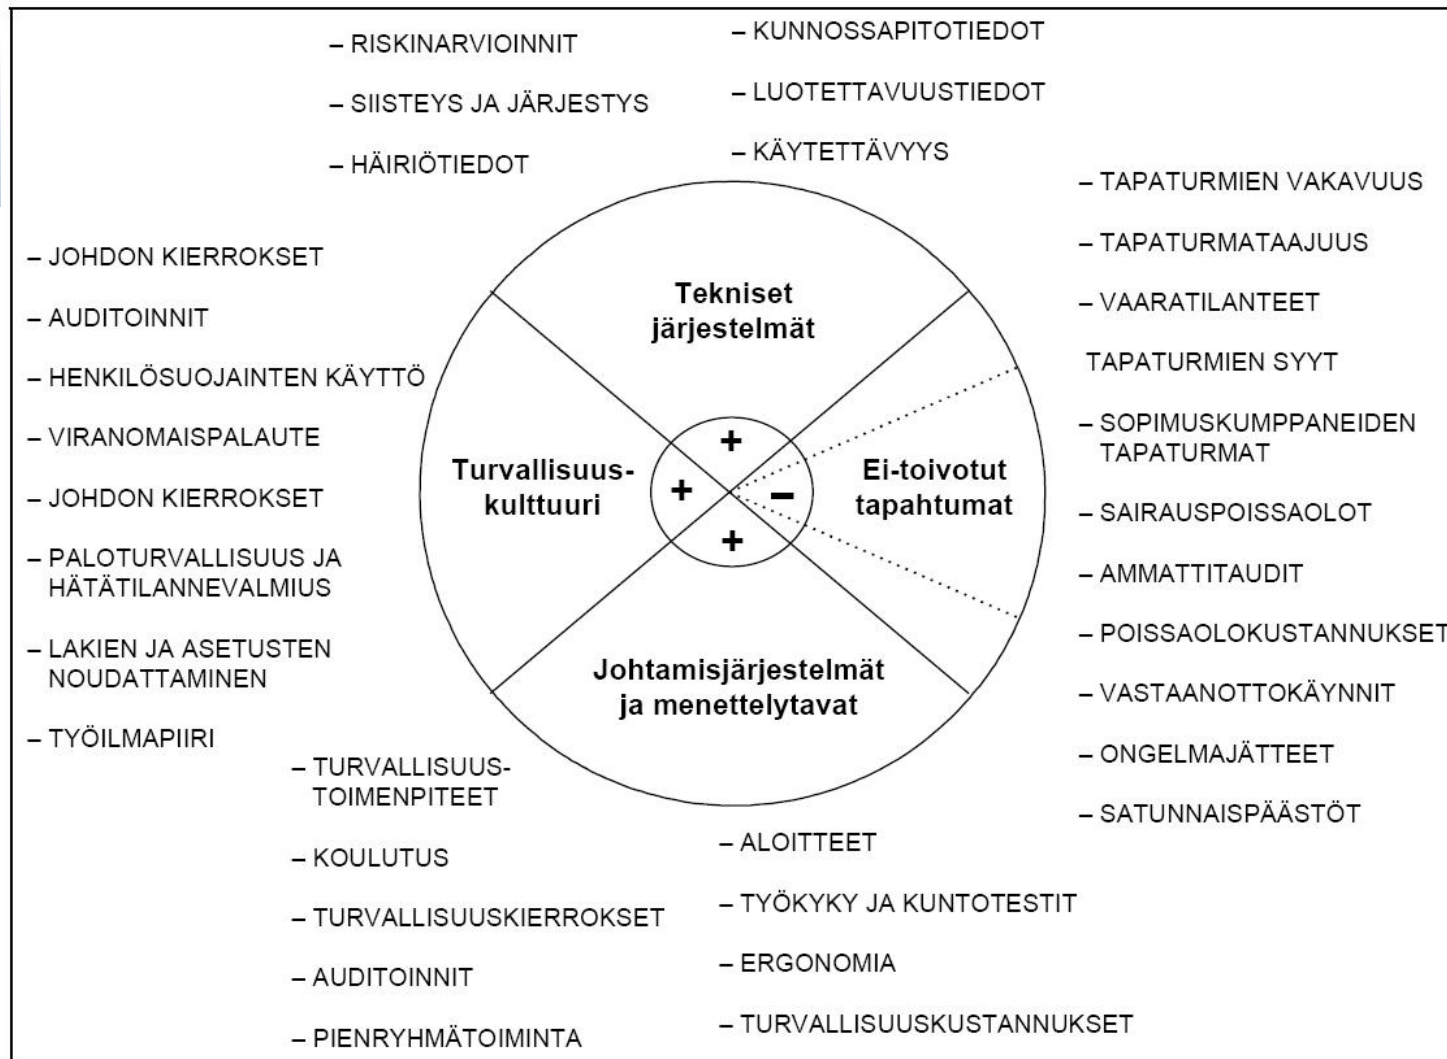 – RISKINARVIOINNIT
– SIISTEYS JA JÄRJESTYS
– HÄIRIÖTIEDOT
– KUNNOSSAPITOTIEDOT
– LUOTETTAVUUSTIEDOT
– KÄYTETTÄVYYS
– JOHDON KIERROKSET
– AUDITOINNIT
– HENKILÖSUOJAINTEN KÄYTTÖ
– VIRANOMAISPALAUTE
– JOHDON KIERROKSET
– PALOTURVALLISUUS JA
HÄTÄTILANNEVALMIUS
– LAKIEN JA ASETUSTEN
NOUDATTAMINEN
– TYÖILMAPIIRI
Tekniset
järjestelmät
+
Turvallisuus-
kulttuuri
+
–
Ei-toivotut
tapahtumat
+
Johtamisjärjestelmät
ja menettelytavat
– TAPATURMIEN VAKAVUUS
– TAPATURMATAAJUUS
– VAARATILANTEET
TAPATURMIEN SYYT
– SOPIMUSKUMPPANEIDEN
TAPATURMAT
– SAIRAUSPOISSAOLOT
– AMMATTITAUDIT
– POISSAOLOKUSTANNUKSET
– VASTAANOTTOKÄYNNIT
– ONGELMAJÄTTEET
– SATUNNAISPÄÄSTÖT
– TURVALLISUUS-
TOIMENPITEET
– KOULUTUS
– TURVALLISUUSKIERROKSET
– AUDITOINNIT
– PIENRYHMÄTOIMINTA
– ALOITTEET
– TYÖKYKY JA KUNTOTESTIT
– ERGONOMIA
– TURVALLISUUSKUSTANNUKSET